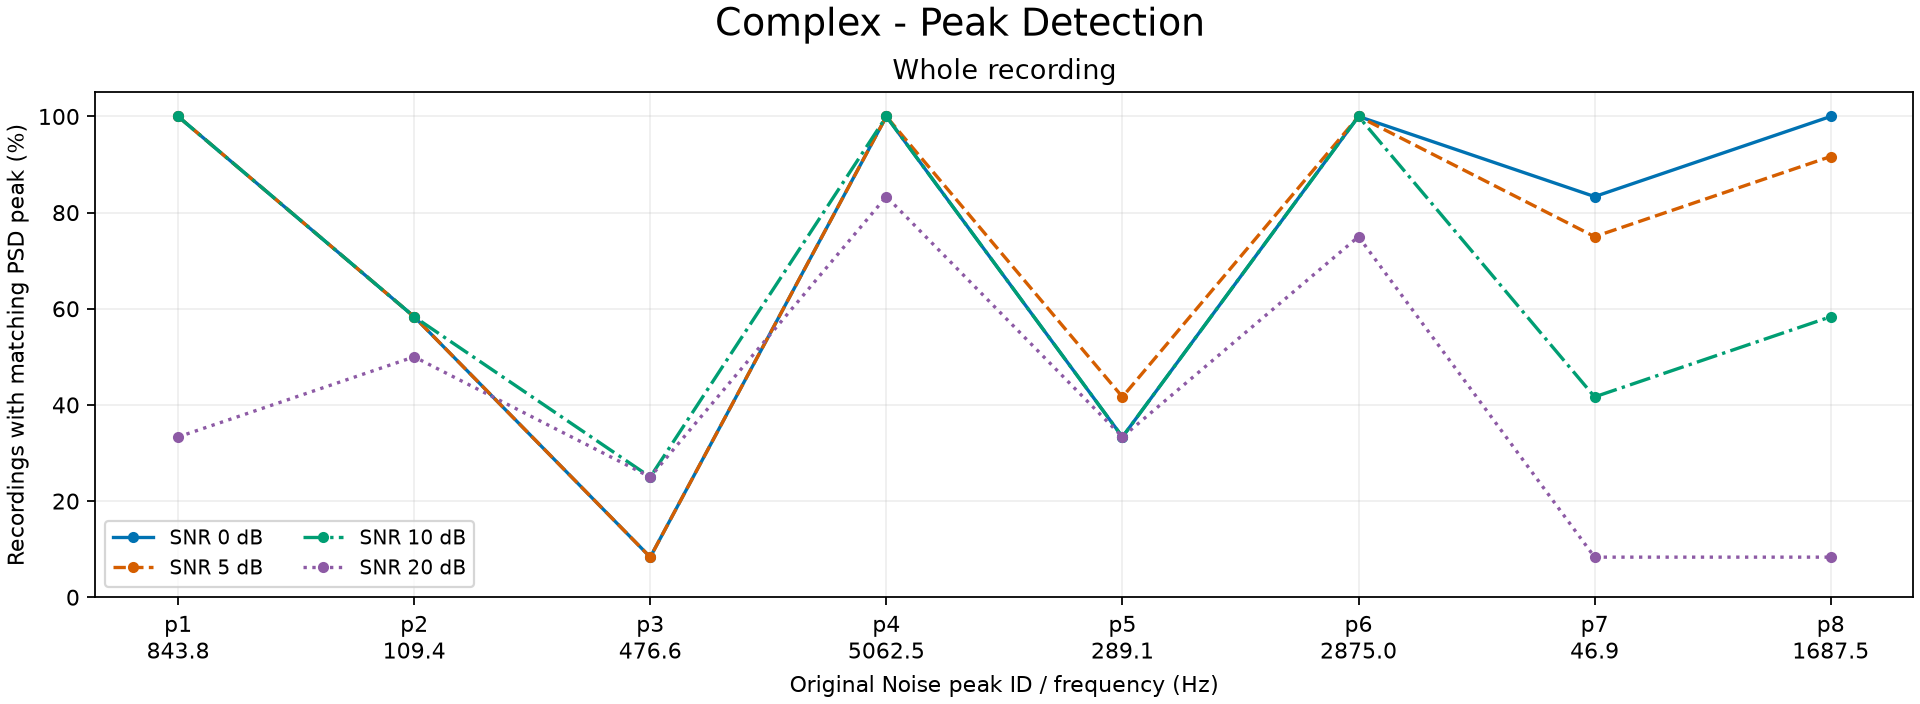 Complex - Peak Detection
Whole recording
Recordings with matching PSD peak (%)
100
80
60
40
20
0
SNR 0 dB
SNR 5 dB
SNR 10 dB
SNR 20 dB
p1 p2 p3 p4 p5 p6 p7 p8
843.8 109.4 476.6 5062.5 289.1 2875.0 46.9 1687.5
Original Noise peak ID / frequency (Hz)